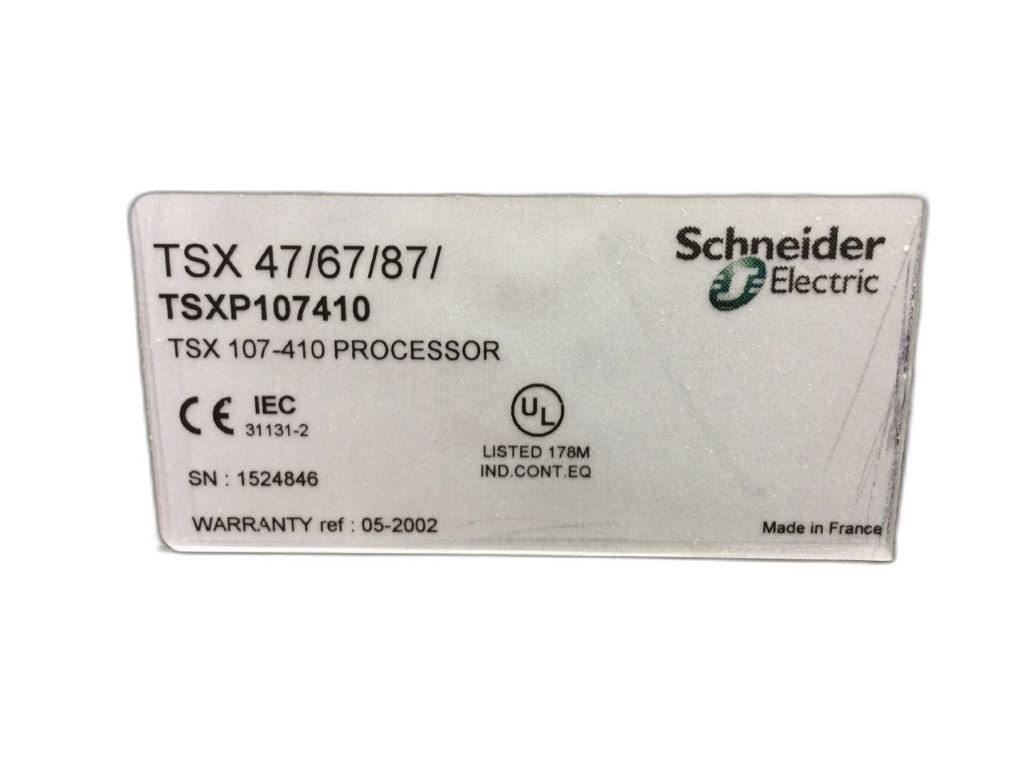 TSX 47/67/87/
TSXP107410
TSX 107-410 PROCESSOR
Schneider
Electric
CE IEC
31131-2
UL
LISTED 178M
IND.CONT.EQ
SN : 1524846
WARRANTY ref : 05-2002
Made in France